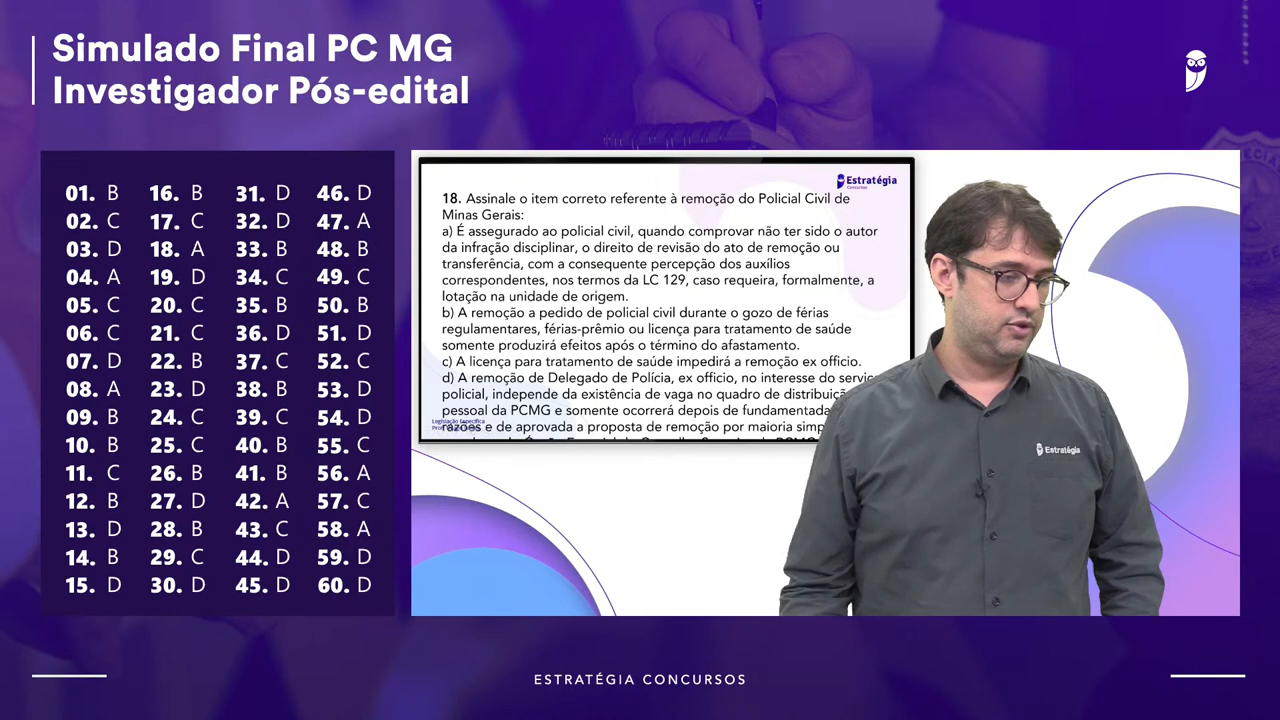 Simulado Final PC MG
Investigador Pós-edital
01. B 16. B 31. D 46. D
02. C 17. C 32. D 47. A
03. D 18. A 33. B 48. B
04. A 19. D 34. C 49. C
05. C 20. C 35. B 50. B
06. C 21. C 36. D 51. D
07. D 22. B 37. C 52. C
08. A 23. D 38. B 53. D
09. B 24. C 39. C 54. D
10. B 25. C 40. B 55. C
11. C 26. B 41. B 56. A
12. B 27. D 42. A 57. C
13. D 28. B 43. C 58. A
14. B 29. C 44. D 59. D
15. D 30. D 45. D 60. D
Estratégia
Concursos
18. Assinale o item correto referente à remoção do Policial Civil de
Minas Gerais:
a) É assegurado ao policial civil, quando comprovar não ter sido o autor
da infração disciplinar, o direito de revisão do ato de remoção ou
transferência, com a consequente percepção dos auxílios
correspondentes, nos termos da LC 129, caso requeira, formalmente, a
lotação na unidade de origem.
b) A remoção a pedido de policial civil durante o gozo de férias
regulamentares, férias-prêmio ou licença para tratamento de saúde
somente produzirá efeitos após o término do afastamento.
c) A licença para tratamento de saúde impedirá a remoção ex officio.
d) A remoção de Delegado de Polícia, ex officio, no interesse do serviço
policial, independe da existência de vaga no quadro de
pessoal da PCMG e somente ocorrerá depois de fundamentada
razões e de aprovada a proposta de remoção por maioria
Legislação Específica
Estratégia
ESTRATÉGIA CONCURSOS